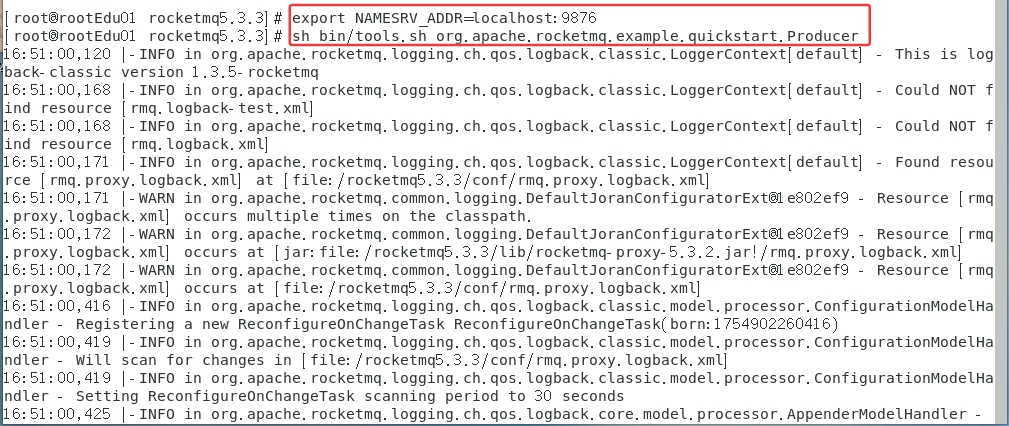 [root@rootEdu01 rocketmq5.3.3]# export NAMESRV_ADDR=localhost:9876
[root@rootEdu01 rocketmq5.3.3]# sh bin/tools.sh org.apache.rocketmq.example.quickstart.Producer
16:51:00,120 |-INFO in org.apache.rocketmq.logging.ch.qos.logback.classic.LoggerContext[default] - This is log
back-classic version 1.3.5-rocketmq
16:51:00,168 |-INFO in org.apache.rocketmq.logging.ch.qos.logback.classic.LoggerContext[default] - Could NOT f
ind resource [rmq.logback-test.xml]
16:51:00,168 |-INFO in org.apache.rocketmq.logging.ch.qos.logback.classic.LoggerContext[default] - Could NOT f
ind resource [rmq.logback.xml]
16:51:00,171 |-INFO in org.apache.rocketmq.logging.ch.qos.logback.classic.LoggerContext[default] - Found resou
rce [rmq.proxy.logback.xml] at [file:/rocketmq5.3.3/conf/rmq.proxy.logback.xml]
16:51:00,171 |-WARN in org.apache.rocketmq.common.logging.DefaultJoranConfiguratorExt@1e802ef9 - Resource [rmq
.proxy.logback.xml] occurs multiple times on the classpath.
16:51:00,172 |-WARN in org.apache.rocketmq.common.logging.DefaultJoranConfiguratorExt@1e802ef9 - Resource [rmq
.proxy.logback.xml] occurs at [jar:file:/rocketmq5.3.3/lib/rocketmq-proxy-5.3.2.jar!/rmq.proxy.logback.xml]
16:51:00,172 |-WARN in org.apache.rocketmq.common.logging.DefaultJoranConfiguratorExt@1e802ef9 - Resource [rmq
.proxy.logback.xml] occurs at [file:/rocketmq5.3.3/conf/rmq.proxy.logback.xml]
16:51:00,416 |-INFO in org.apache.rocketmq.logging.ch.qos.logback.classic.model.processor.ConfigurationModelHa
ndler - Registering a new ReconfigureOnChangeTask ReconfigureOnChangeTask(born:1754902260416)
16:51:00,419 |-INFO in org.apache.rocketmq.logging.ch.qos.logback.classic.model.processor.ConfigurationModelHa
ndler - Will scan for changes in [file:/rocketmq5.3.3/conf/rmq.proxy.logback.xml]
16:51:00,419 |-INFO in org.apache.rocketmq.logging.ch.qos.logback.classic.model.processor.ConfigurationModelHa
ndler - Setting ReconfigureOnChangeTask scanning period to 30 seconds
16:51:00,425 |-INFO in org.apache.rocketmq.logging.ch.qos.logback.core.model.processor.AppenderModelHandler -